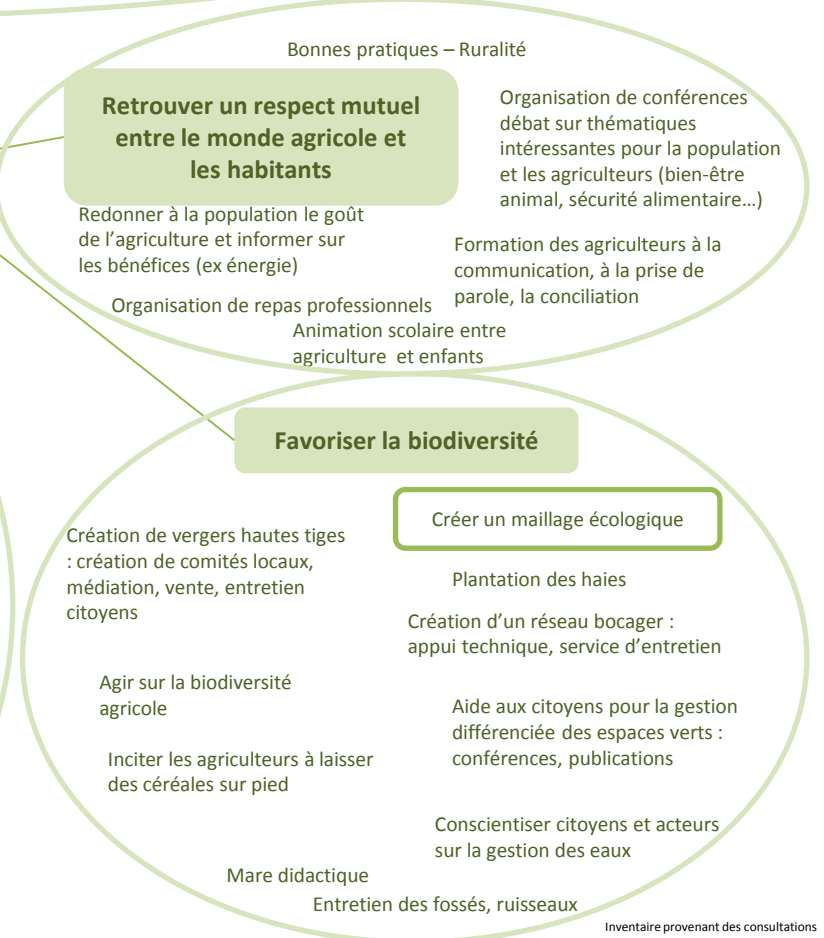 Bonnes pratiques – Ruralité
Retrouver un respect mutuel
entre le monde agricole et
les habitants
Organisation de conférences
débat sur thématiques
intéressantes pour la population
et les agriculteurs (bien-être
animal, sécurité alimentaire…)
Redonner à la population le goût
de l’agriculture et informer sur
les bénéfices (ex énergie)
Formation des agriculteurs à la
communication, à la prise de
parole, la conciliation
Organisation de repas professionnels
Animation scolaire entre
agriculture et enfants
Favoriser la biodiversité
Créer un maillage écologique
Création de vergers hautes tiges
: création de comités locaux,
médiation, vente, entretien
citoyens
Plantation des haies
Création d’un réseau bocager :
appui technique, service d’entretien
Agir sur la biodiversité
agricole
Aide aux citoyens pour la gestion
différenciée des espaces verts :
conférences, publications
Inciter les agriculteurs à laisser
des céréales sur pied
Conscientiser citoyens et acteurs
sur la gestion des eaux
Mare didactique
Entretien des fossés, ruisseaux
Inventaire provenant des consultations